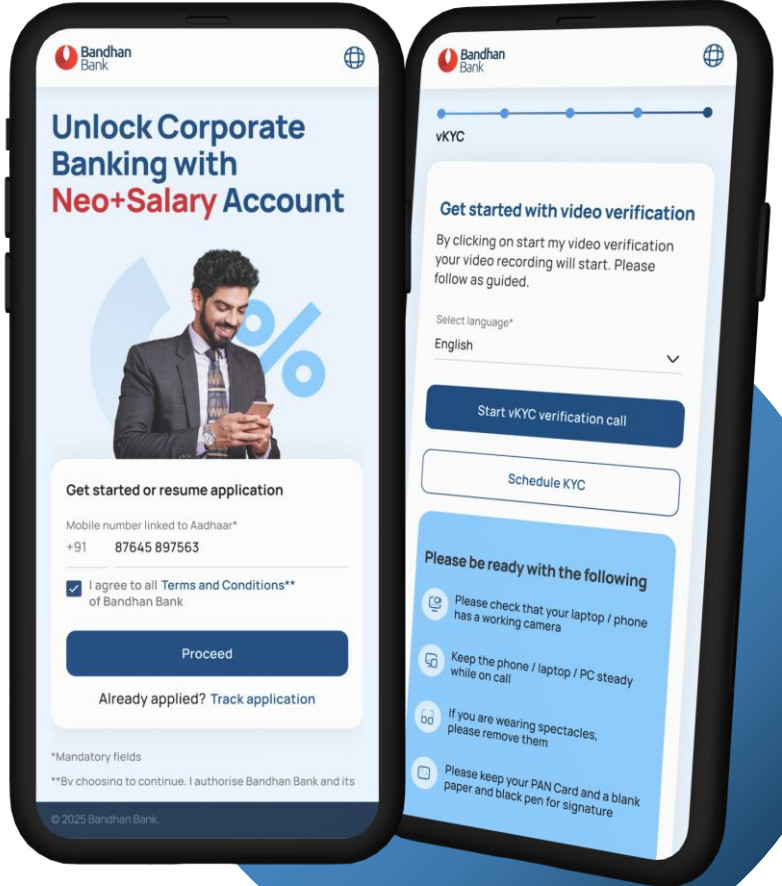 Bandhan
Bank
Unlock Corporate
Banking with
Neo+Salary Account
%
Get started or resume application
Mobile number linked to Aadhaar*
+91 87645 897563
I agree to all Terms and Conditions**
of Bandhan Bank
Proceed
Already applied? Track application
*Mandatory fields
**By choosing to continue, I authorise Bandhan Bank and its
© 2025 Bandhan Bank.
Bandhan
Bank
vKYC
Get started with video verification
By clicking on start my video verification
your video recording will start. Please
follow as guided.
Select language*
English
Start vKYC verification call
Schedule KYC
Please be ready with the following
Please check that your laptop / phone
has a working camera
Keep the phone / laptop / PC steady
while on call
If you are wearing spectacles,
please remove them
Please keep your PAN Card and a blank
paper and black pen for signature